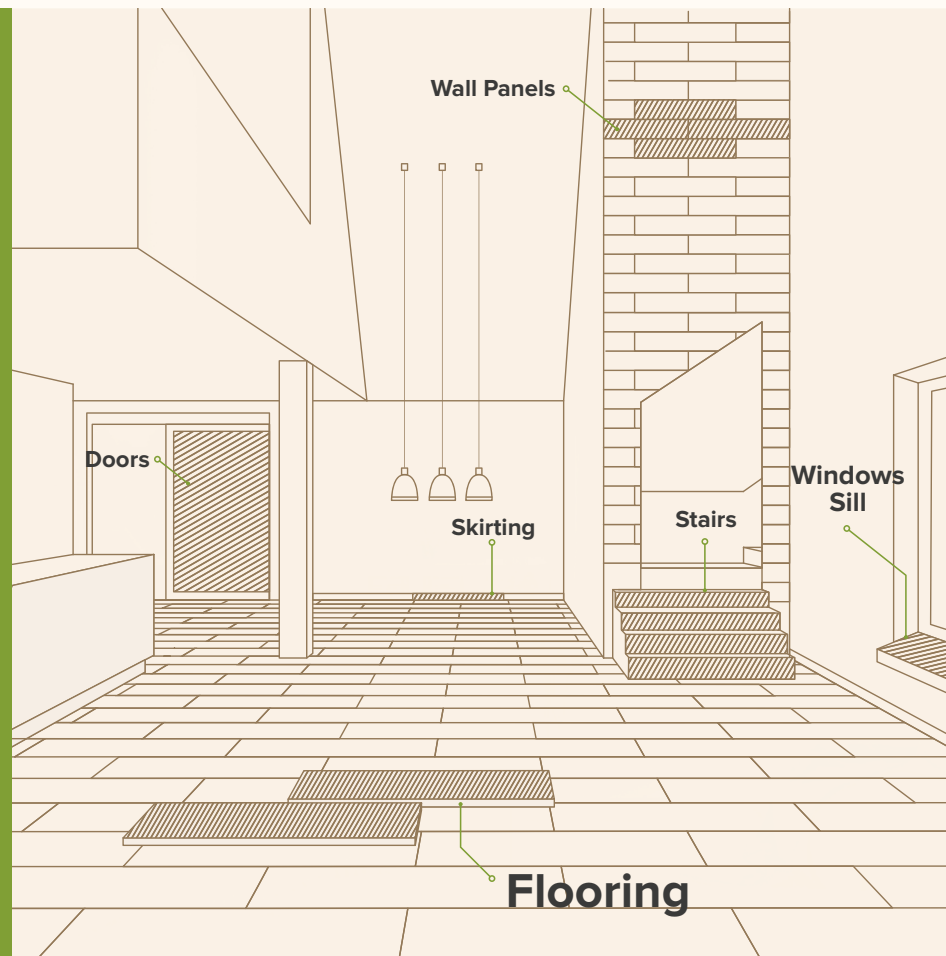 Wall Panels
Doors
Windows
Sill
Stairs
Skirting
Flooring